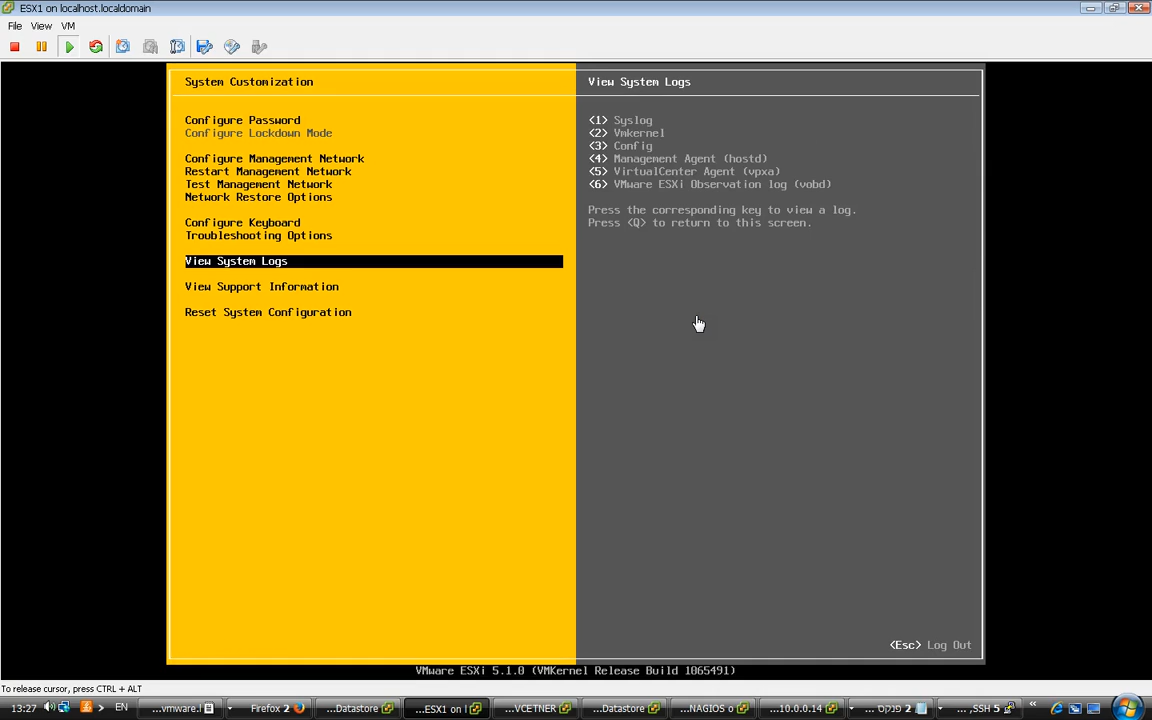 ESX1 on localhost.localdomain
File View VM
System Customization
Configure Password
Configure Lockdown Mode
Configure Management Network
Restart Management Network
Test Management Network
Network Restore Options
Configure Keyboard
Troubleshooting Options
View System Logs
View Support Information
Reset System Configuration
View System Logs
<1> Syslog
<2> Vmkernel
<3> Config
<4> Management Agent (hostd)
<5> VirtualCenter Agent (vpxa)
<6> VMware ESXi Observation log (vobd)
Press the corresponding key to view a log.
Press <Q> to return to this screen.
<Esc> Log Out
VMware ESXi 5.1.0 (VMKernel Release Build 1065491)
To release cursor, press CTRL + ALT
13:27 EN ...vmware.l Firefox 2 ...Datastore ...ESX1 on l ...VCETNER ...Datastore ...NAGIOS o ...10.0.0.14 ... פנקס 2 ... ,SSH 5